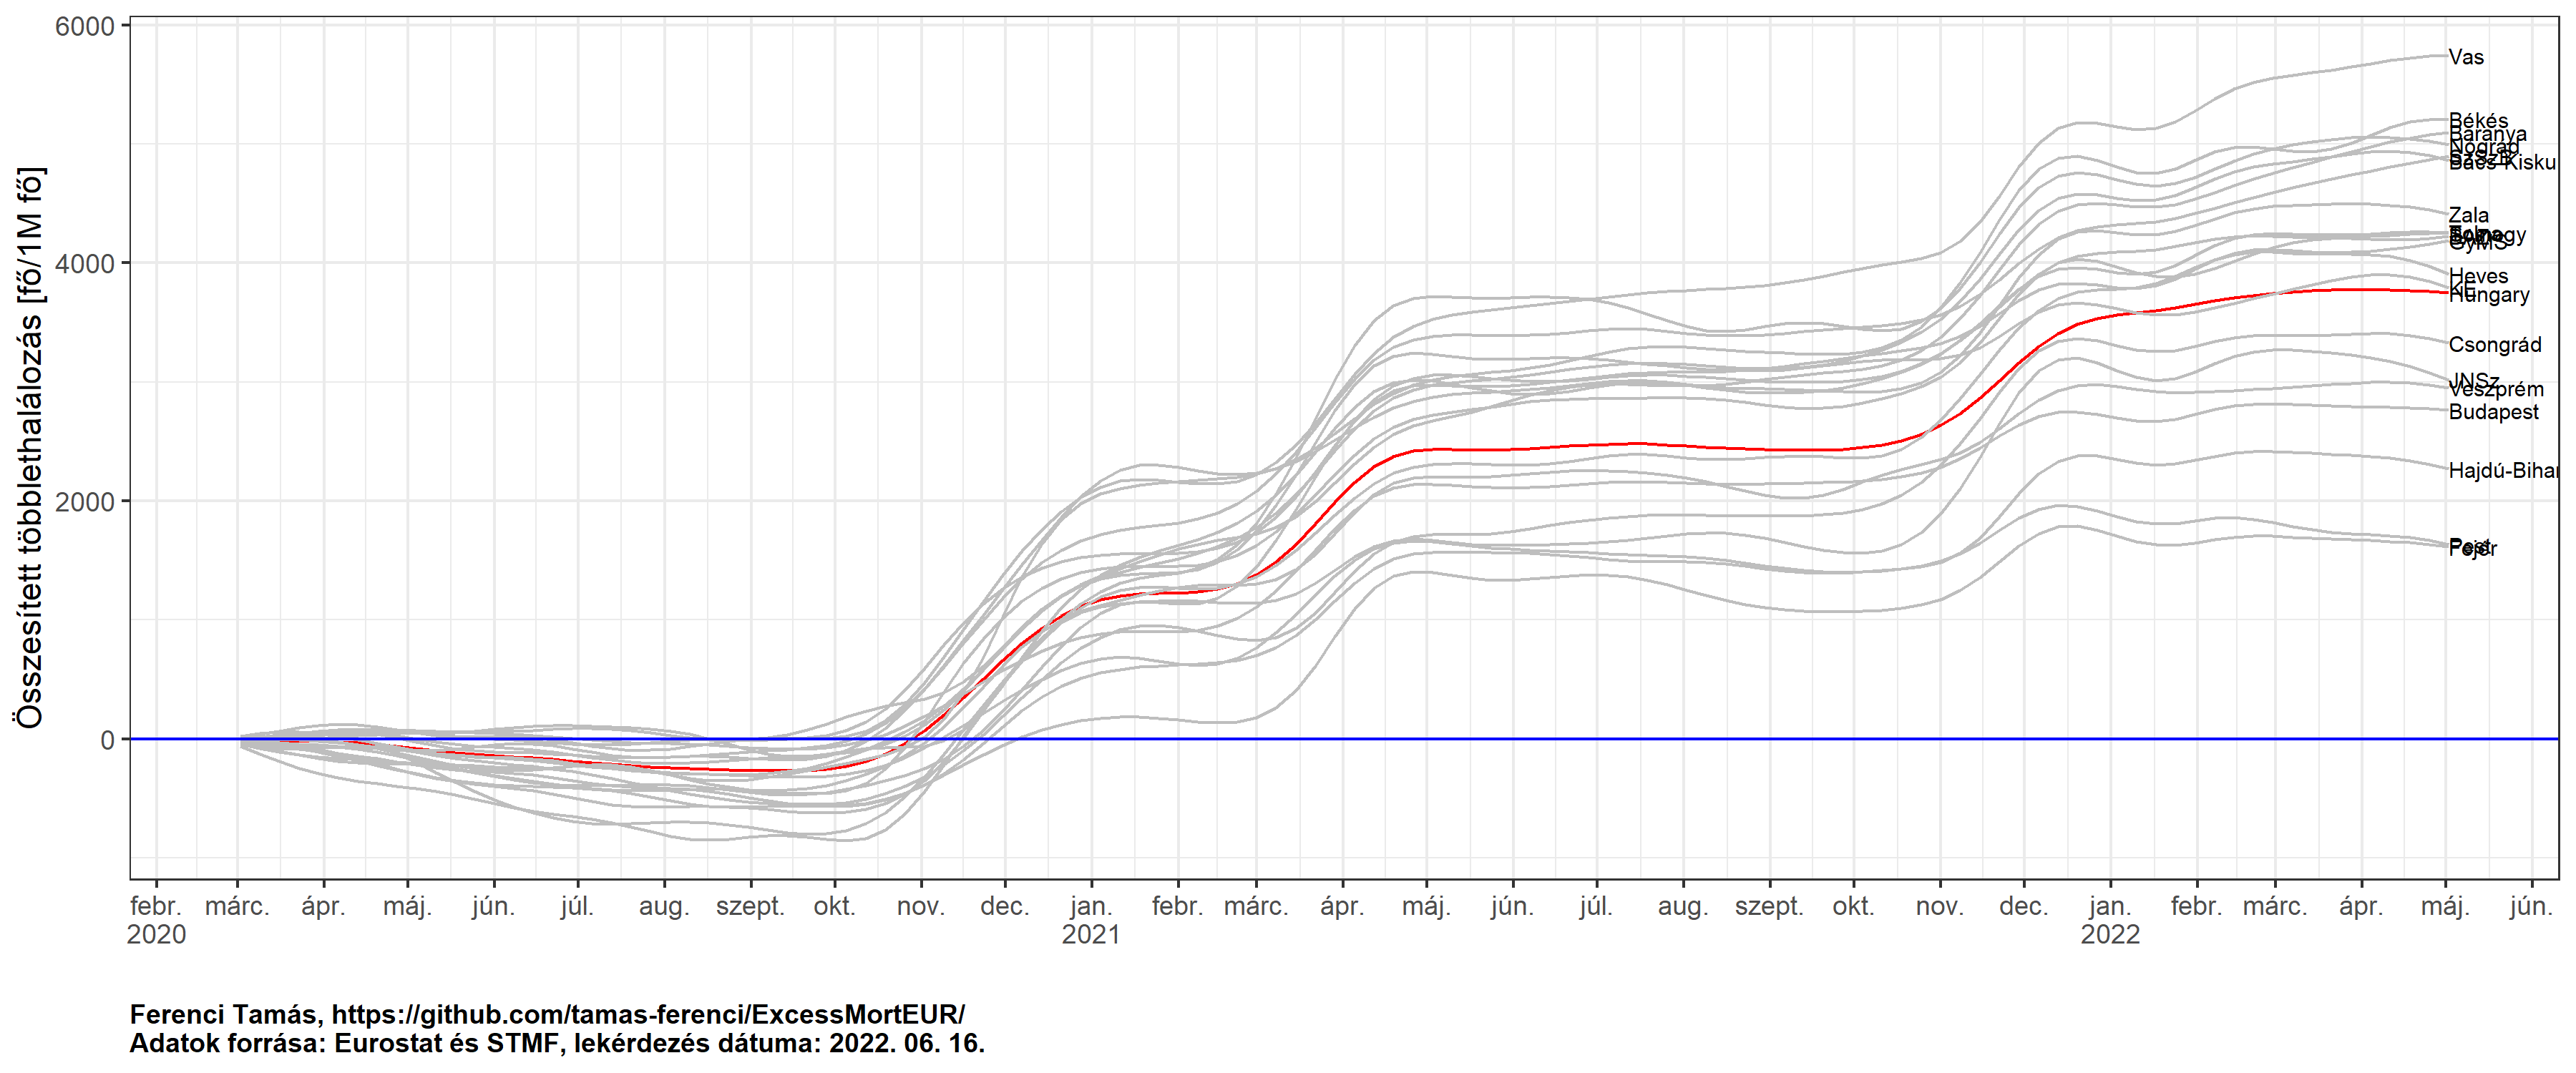 6000
4000
2000
0
Összesített többlethalálozás [fő/1M fő]
Vas
Békés
Baranya
Nógrád
Bács-Kisku
Zala
Tolna
GyMS
Heves
KE
Hungary
Csongrád
JNSz
Veszprém
Budapest
Hajdú-Bihar
Pest
Fejér
febr. márc. ápr. máj. jún. júl. aug. szept. okt. nov. dec. jan. febr. márc. ápr. máj. jún. júl. aug. szept. okt. nov. dec. jan. febr. márc. ápr. máj. jún.
2020 2021 2022
Ferenci Tamás, https://github.com/tamas-ferenci/ExcessMortEUR/
Adatok forrása: Eurostat és STMF, lekérdezés dátuma: 2022. 06. 16.